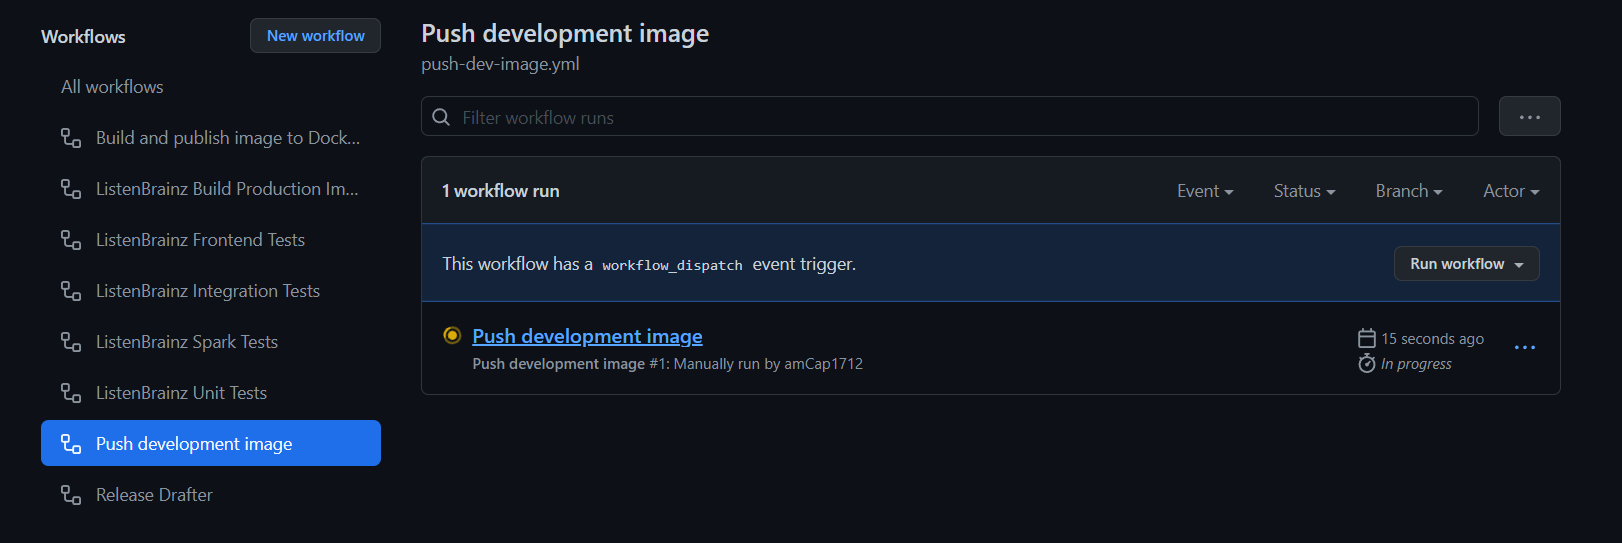 Workflows
New workflow
All workflows
Build and publish image to Dock...
ListenBrainz Build Production Im...
ListenBrainz Frontend Tests
ListenBrainz Integration Tests
ListenBrainz Spark Tests
ListenBrainz Unit Tests
Push development image
Release Drafter
Push development image
push-dev-image.yml
Filter workflow runs
1 workflow run
Event
Status
Branch
Actor
This workflow has a workflow_dispatch event trigger.
Run workflow
Push development image
Push development image #1: Manually run by amCap1712
15 seconds ago
In progress